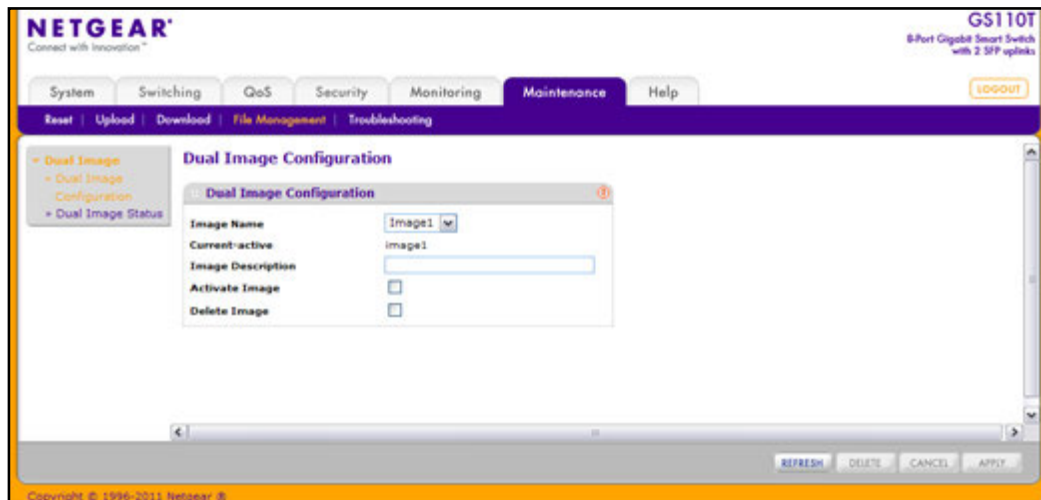 NETGEAR®
Connect with Innovation™
GS110T
8-Port Gigabit Smart Switch
with 2 SFP uplinks
System Switching QoS Security Monitoring Maintenance Help
LOGOUT
Reset | Upload | Download | File Management | Troubleshooting
» Dual Image
» Dual Image
Configuration
» Dual Image Status
Dual Image Configuration
Dual Image Configuration
Image Name Image1
Current-active image1
Image Description
Activate Image
Delete Image
REFRESH DELETE CANCEL APPLY
Copyright © 1996-2011 Netgear ®